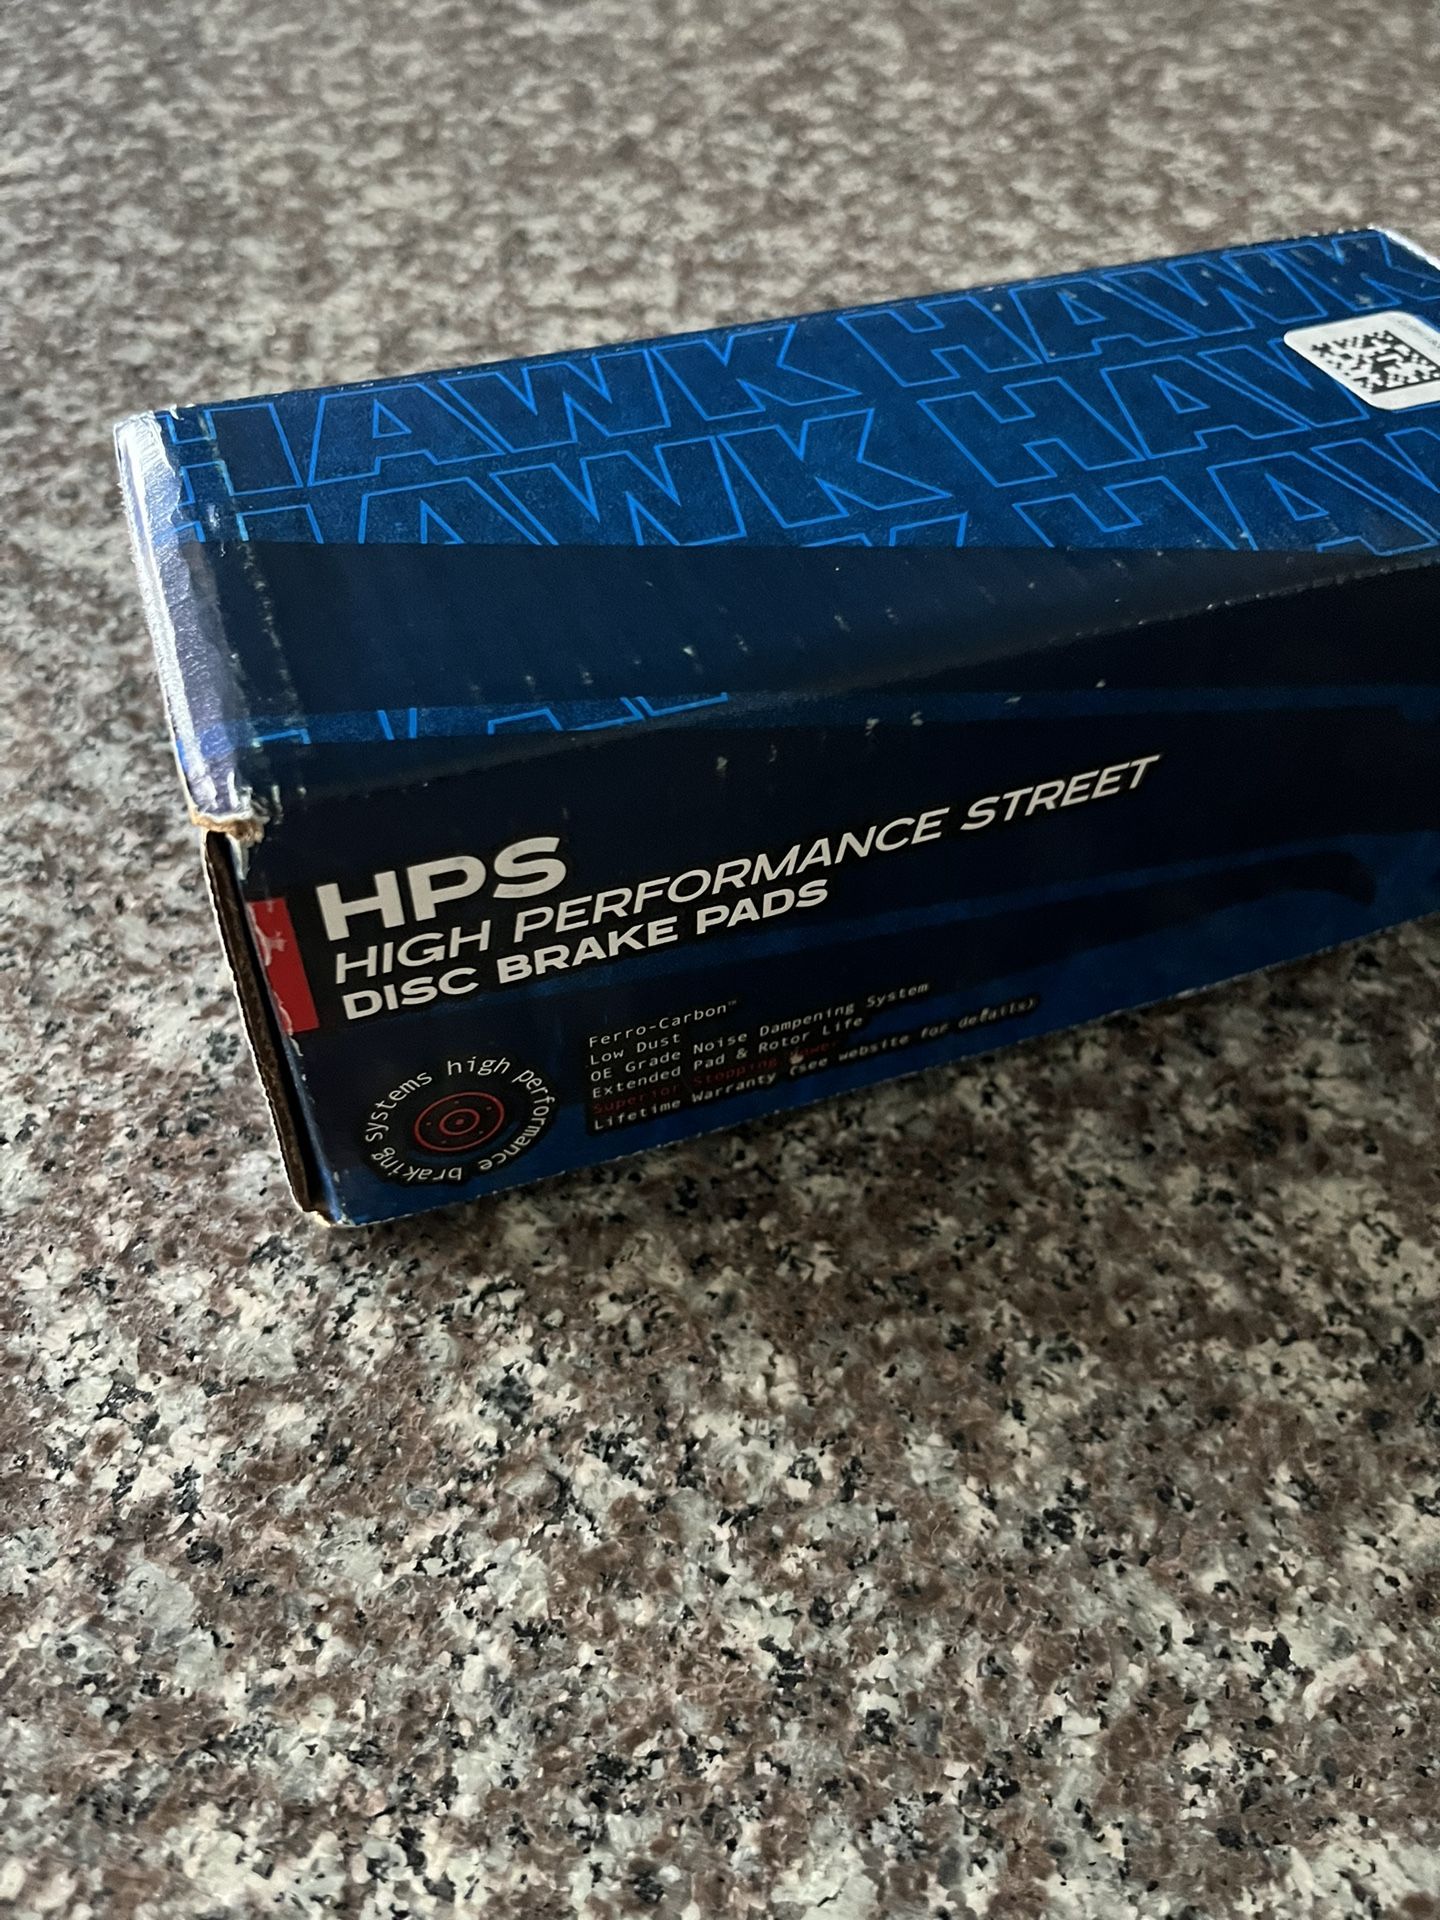 HAWK HAWK
HAWK HAW
HPS
HIGH PERFORMANCE STREET
DISC BRAKE PADS
Ferro-Carbon™
Low Dust
OE Grade Noise Dampening System
Extended Pad & Rotor Life
Superior Stopping Power
Lifetime Warranty (see website for details)
high performance braking systems